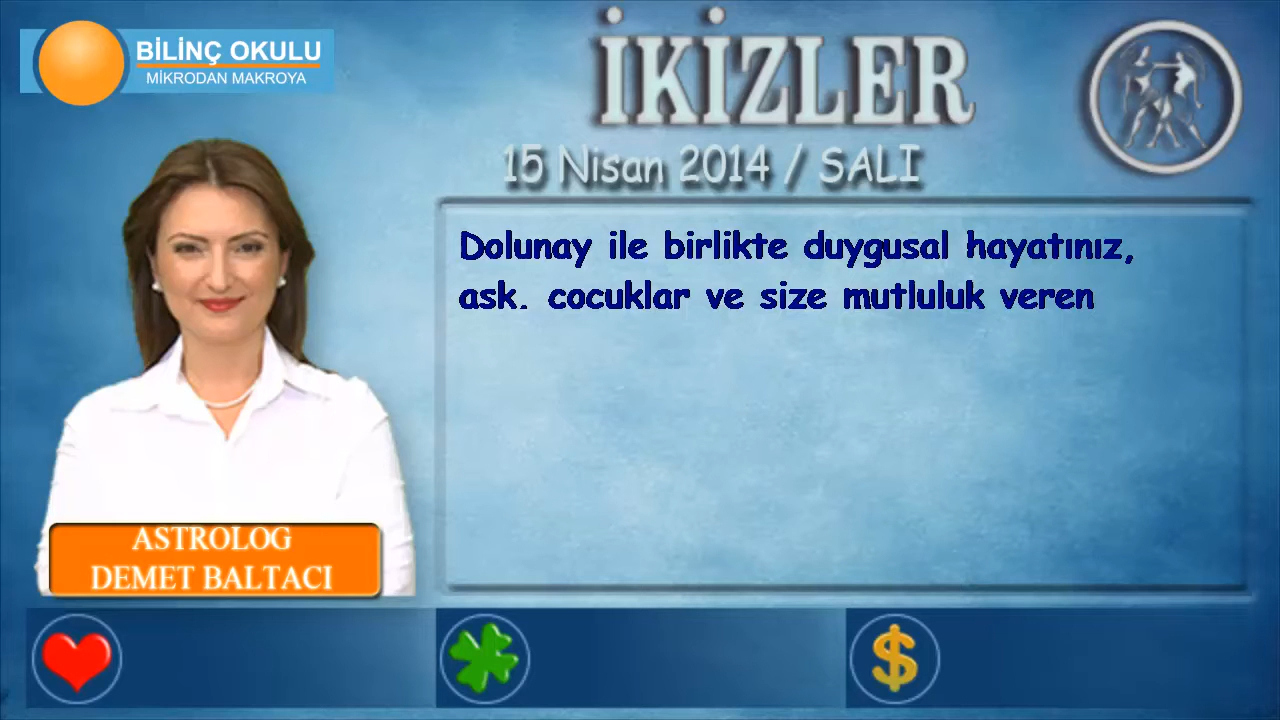 BİLİNÇ OKULU
MİKRODAN MAKROYA
İKİZLER
15 Nisan 2014 / SALI
Dolunay ile birlikte duygusal hayatınız,
ask. cocuklar ve size mutluluk veren
ASTROLOG
DEMET BALTACI